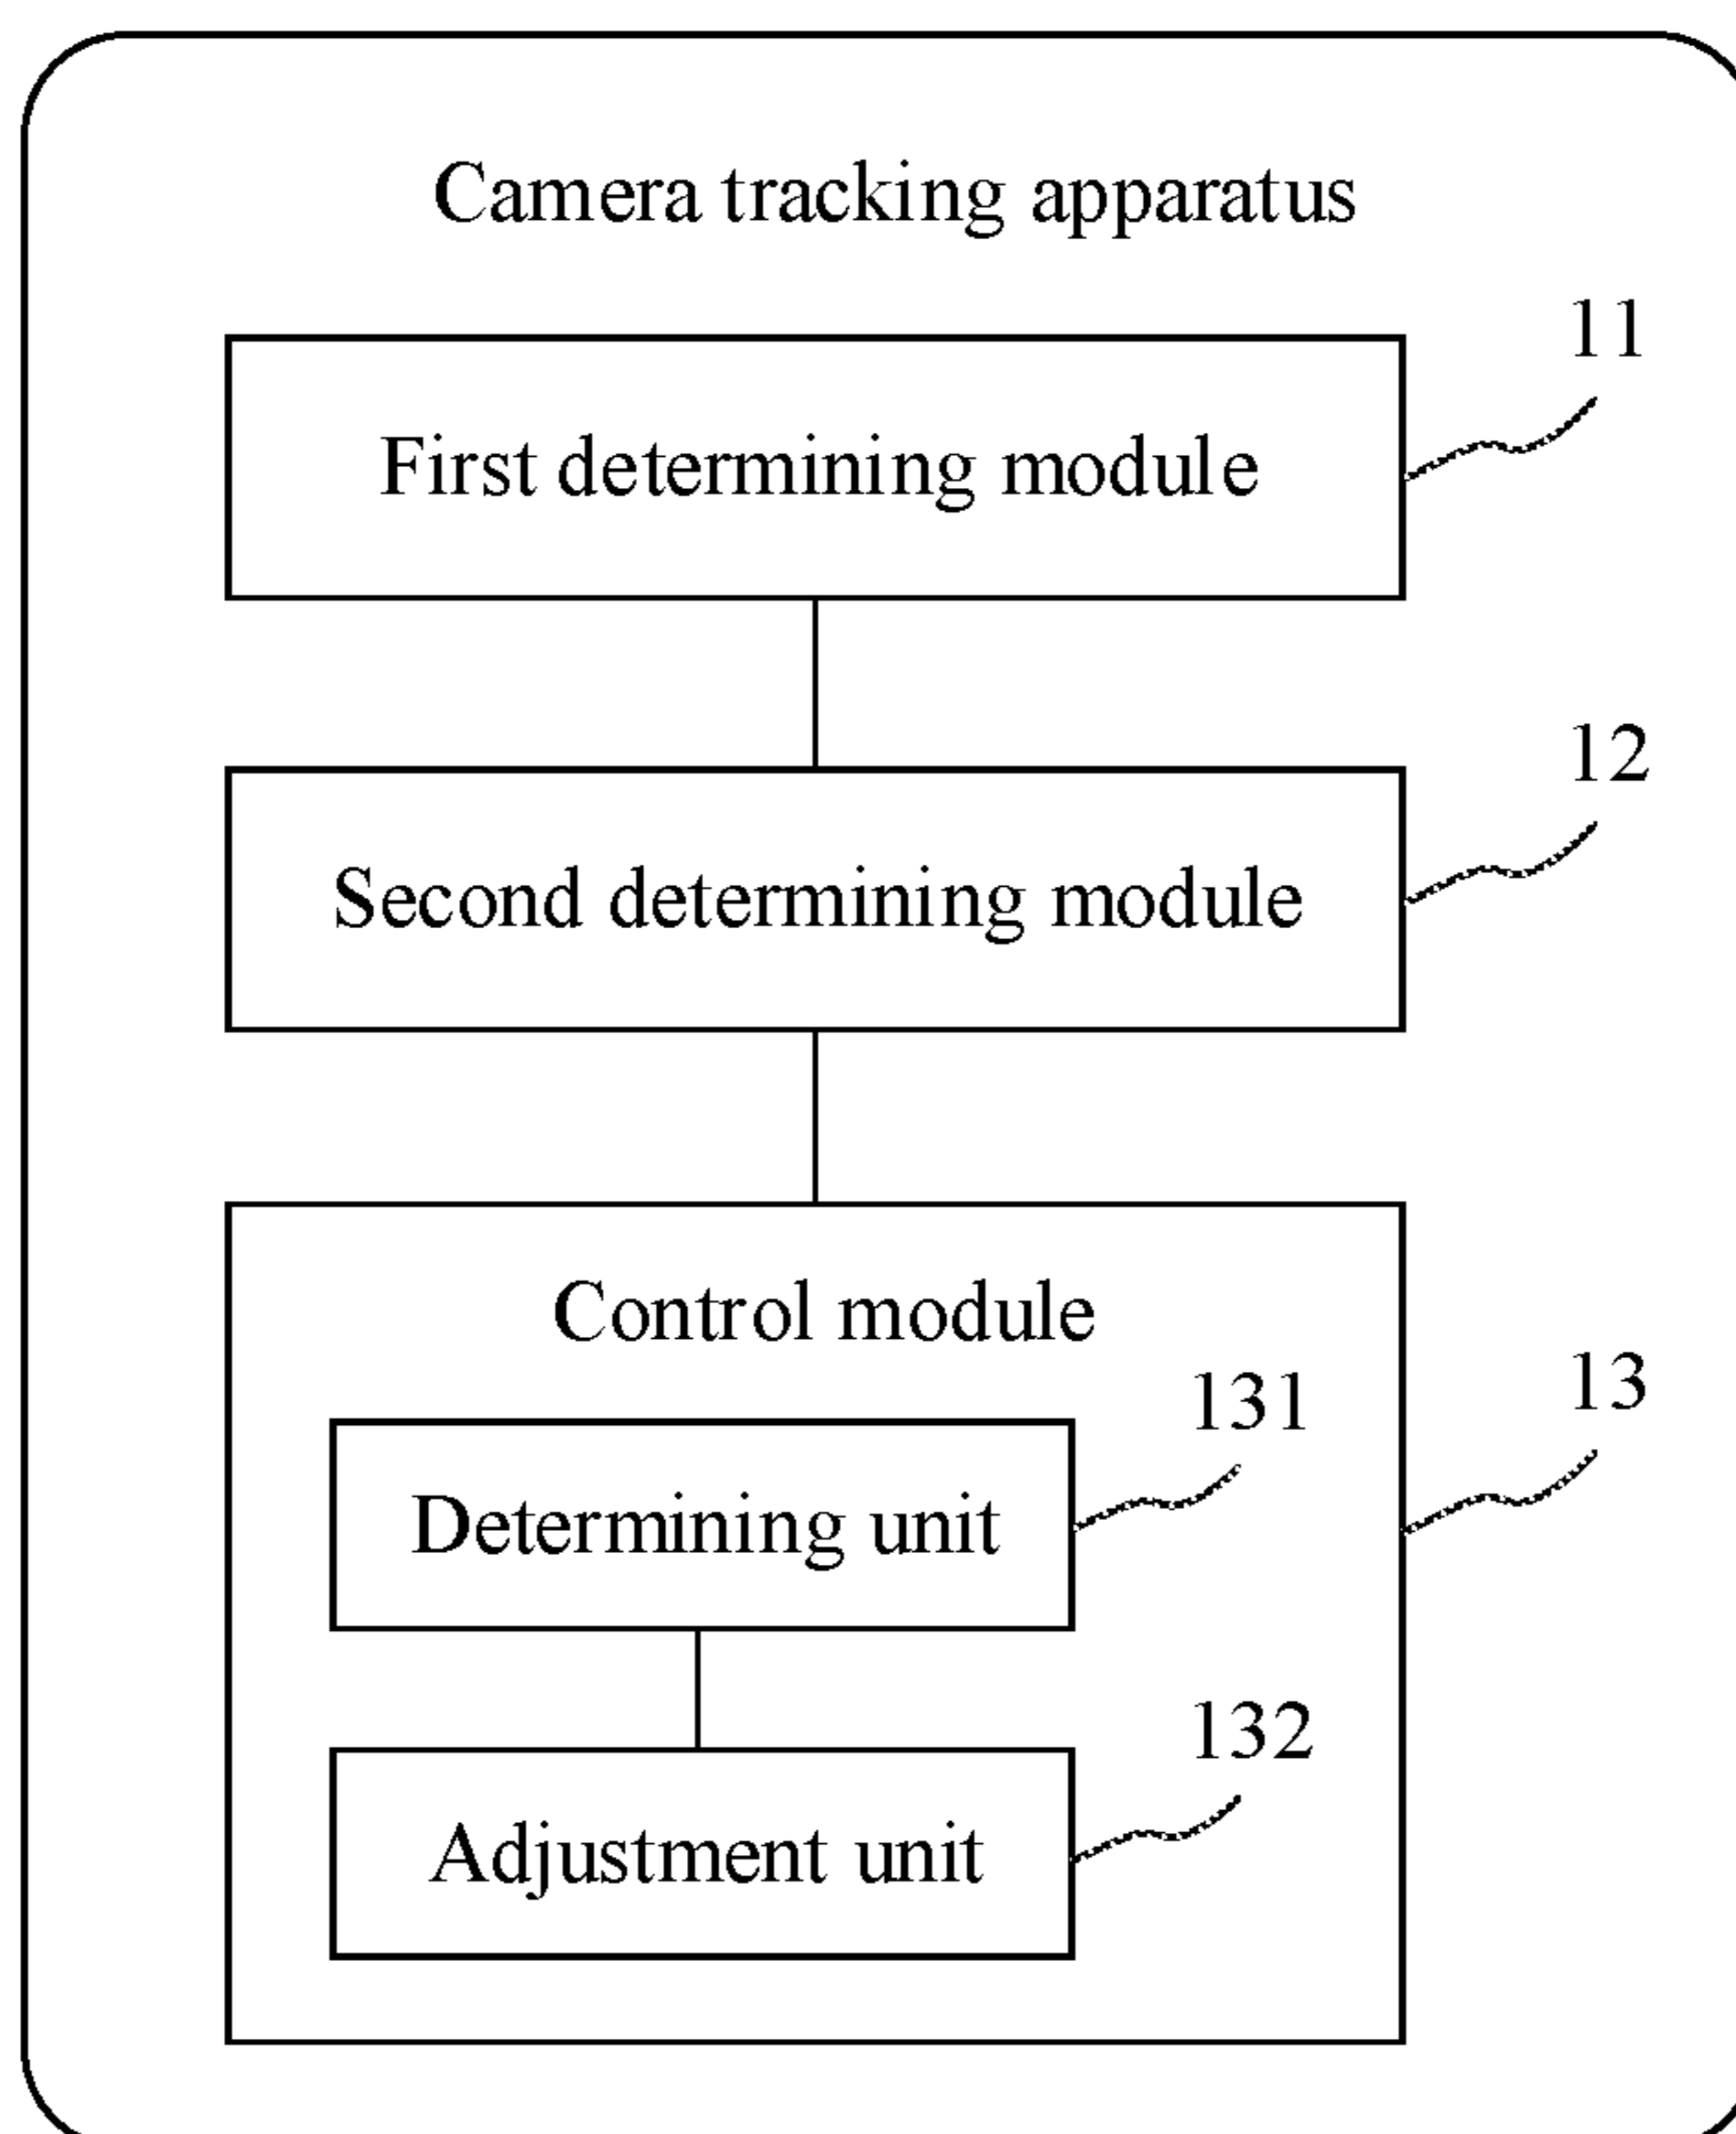 Camera tracking apparatus
11
First determining module
12
Second determining module
Control module
13
131
Determining unit
132
Adjustment unit